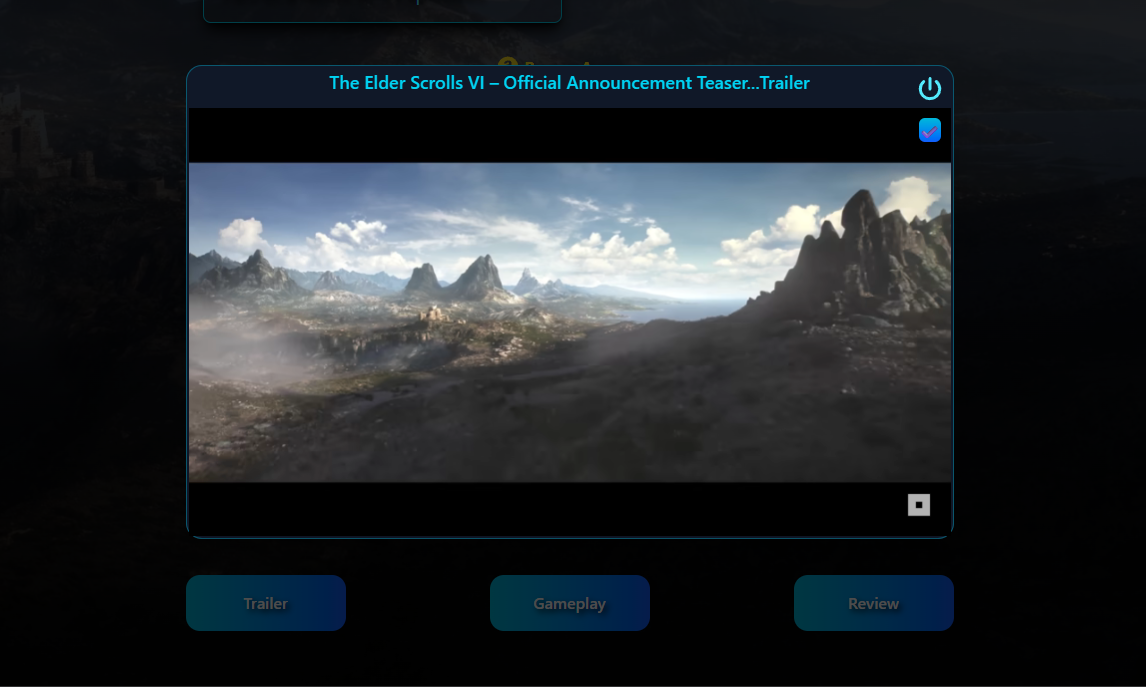 The Elder Scrolls VI – Official Announcement Teaser...Trailer
Trailer
Gameplay
Review